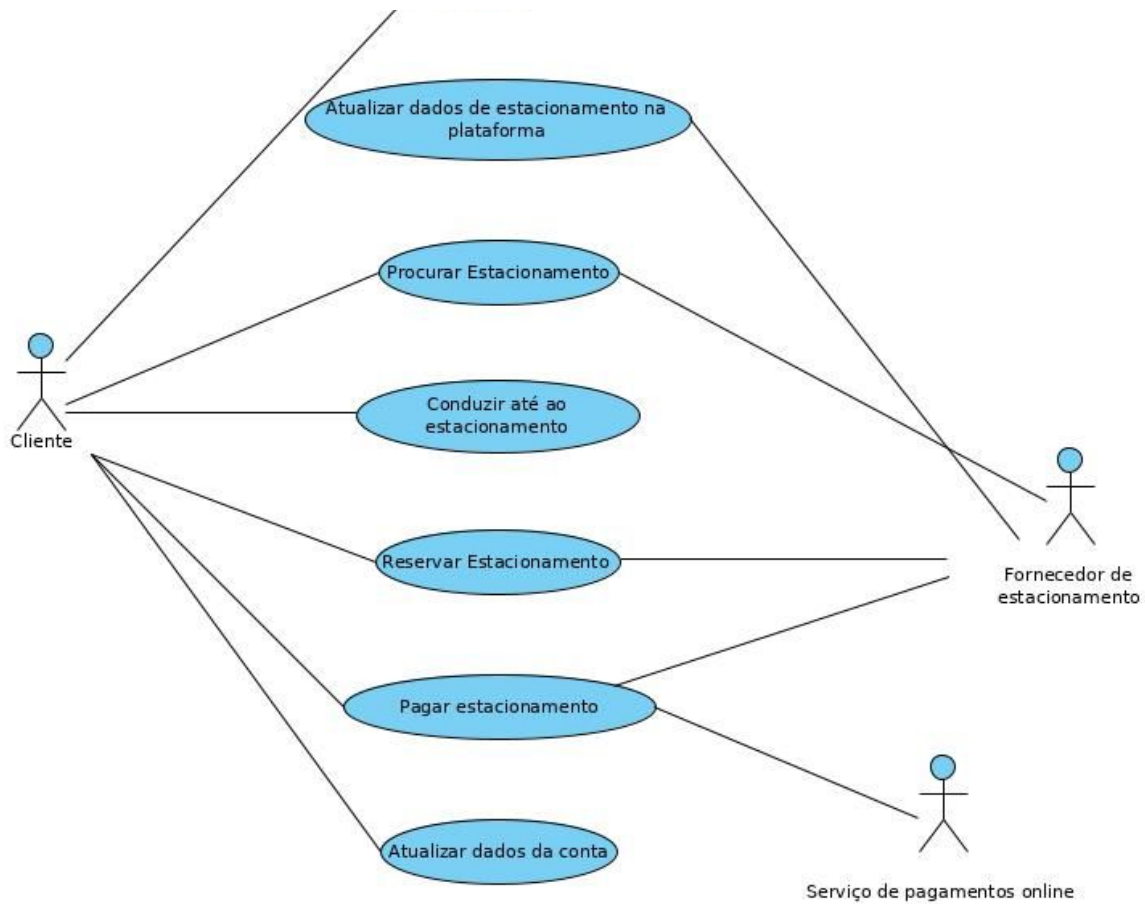 Atualizar dados de estacionamento na
plataforma
Procurar Estacionamento
Conduzir até ao
estacionamento
Cliente
Reservar Estacionamento
Fornecedor de
estacionamento
Pagar estacionamento
Atualizar dados da conta
Serviço de pagamentos online